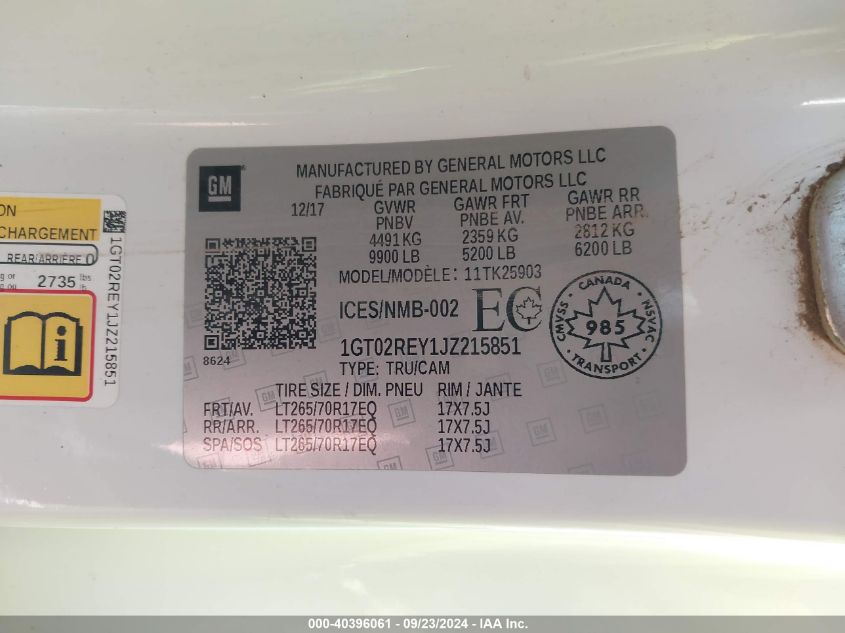 MANUFACTURED BY GENERAL MOTORS LLC
FABRIQUÉ PAR GENERAL MOTORS LLC
GM
12/17 GVWR GAWR FRT GAWR RR
PNBV PNBE AV. PNBE ARR.
4491 KG 2359 KG 2812 KG
9900 LB 5200 LB 6200 LB
MODEL/MODÈLE: 11TK25903
ICES/NMB-002 EC
CANADA
CMVSS 985 NSVAC
TRANSPORT
8624
1GT02REY1JZ215851
TYPE: TRU/CAM
TIRE SIZE / DIM. PNEU RIM / JANTE
FRT/AV. LT265/70R17EQ 17X7.5J
RR/ARR. LT265/70R17EQ 17X7.5J
SPA/SOS LT265/70R17EQ 17X7.5J
ON
CHARGEMENT
REAR/ARRIÈRE 0
g or 2735 lbs
ou lb
1GT02REY1JZ215851
000-40396061 - 09/23/2024 - IAA Inc.